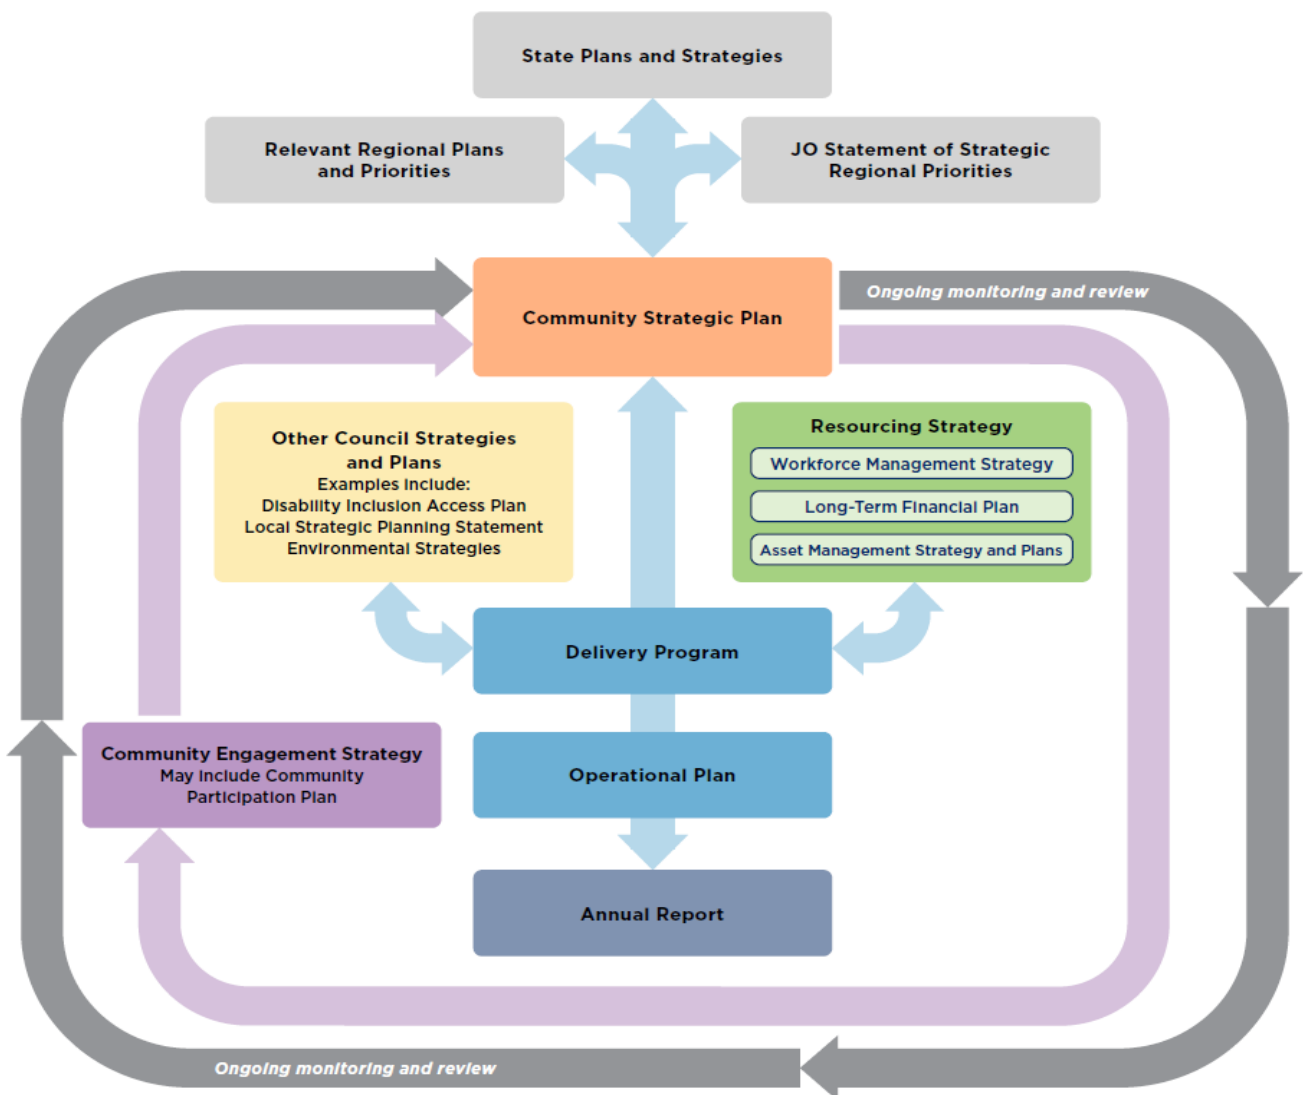 State Plans and Strategies
Relevant Regional Plans
and Priorities
JO Statement of Strategic
Regional Priorities
Community Strategic Plan
Ongoing monitoring and review
Other Council Strategies
and Plans
Examples include:
Disability Inclusion Access Plan
Local Strategic Planning Statement
Environmental Strategies
Resourcing Strategy
Workforce Management Strategy
Long-Term Financial Plan
Asset Management Strategy and Plans
Delivery Program
Community Engagement Strategy
May include Community
Participation Plan
Operational Plan
Annual Report
Ongoing monitoring and review